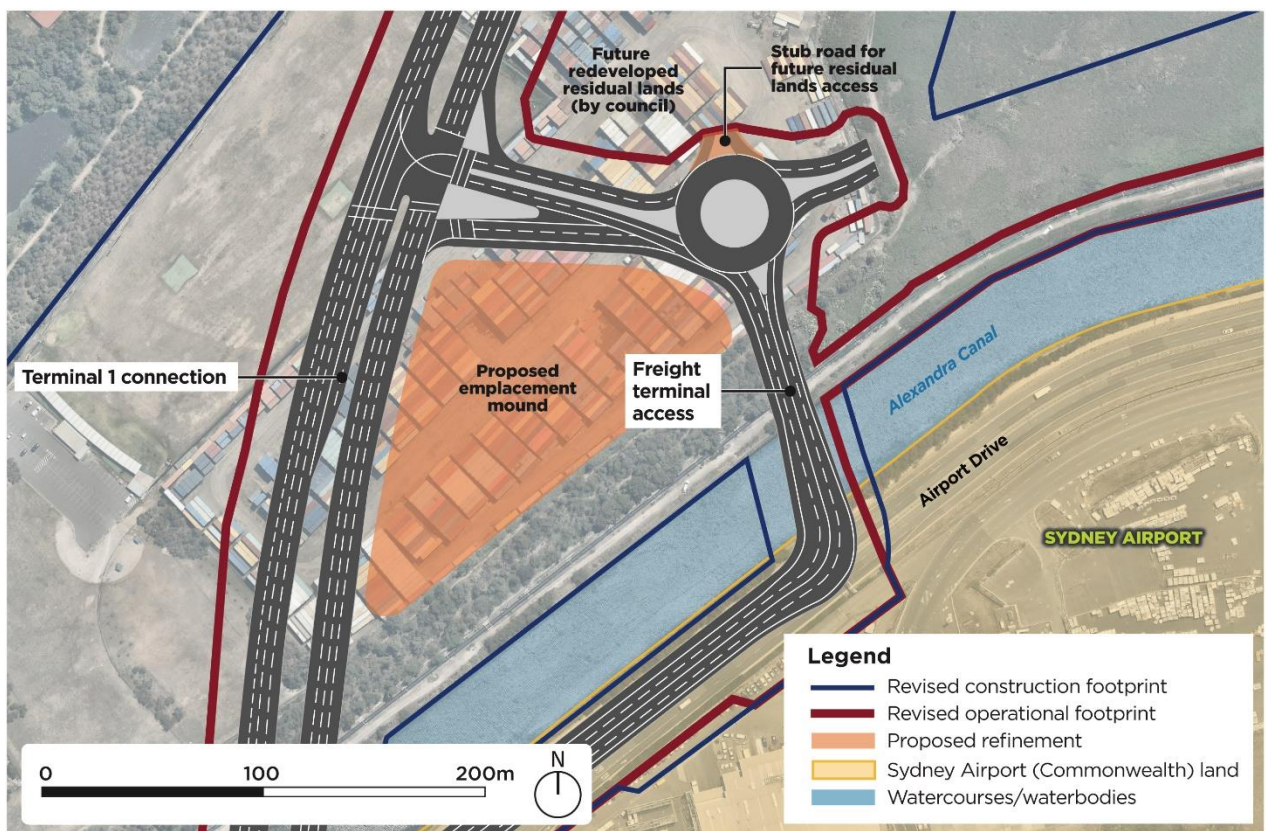 Future
redeveloped
residual lands
(by council)
Stub road for
future residual
lands access
Terminal 1 connection
Proposed
emplacement
mound
Freight
terminal
access
Alexandra Canal
Airport Drive
SYDNEY AIRPORT
Legend
Revised construction footprint
Revised operational footprint
Proposed refinement
Sydney Airport (Commonwealth) land
Watercourses/waterbodies
0 100 200m
N